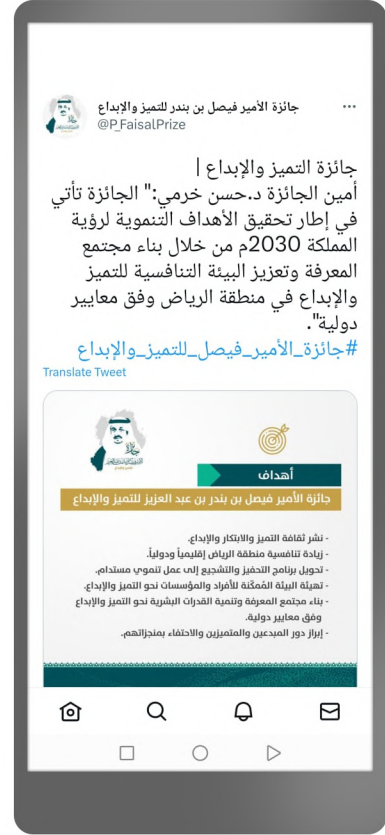 جائزة الأمير فيصل بن بندر للتميز والإبداع
@P_FaisalPrize
جائزة التميز والإبداع |
أمين الجائزة د.حسن خرمي:" الجائزة تأتي
في إطار تحقيق الأهداف التنموية لرؤية
المملكة 2030م من خلال بناء مجتمع
المعرفة وتعزيز البيئة التنافسية للتميز
والإبداع في منطقة الرياض وفق معايير
دولية".
#جائزة_الأمير_فيصل_للتميز_والإبداع
Translate Tweet
أهداف
جائزة الأمير فيصل بن بندر بن عبد العزيز للتميز والإبداع
- نشر ثقافة التميز والابتكار والإبداع.
- زيادة تنافسية منطقة الرياض إقليمياً ودولياً.
- تحويل برنامج التحفيز والتشجيع إلى عمل تنموي مستدام.
- تهيئة البيئة المُمكّنة للأفراد والمؤسسات نحو التميز والإبداع.
- بناء مجتمع المعرفة وتنمية القدرات البشرية نحو التميز والإبداع
وفق معايير دولية.
- إبراز دور المبدعين والمتميزين والاحتفاء بمنجزاتهم.